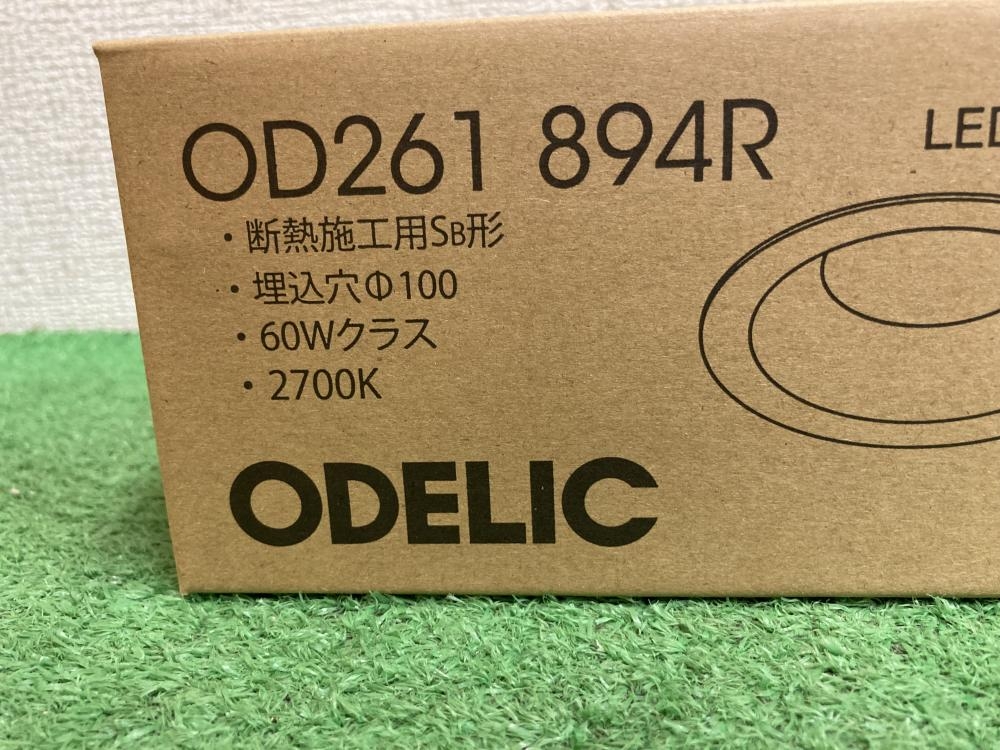 OD261 894R
LED
・断熱施工用SB形
・埋込穴Φ100
・60Wクラス
・2700K
ODELIC